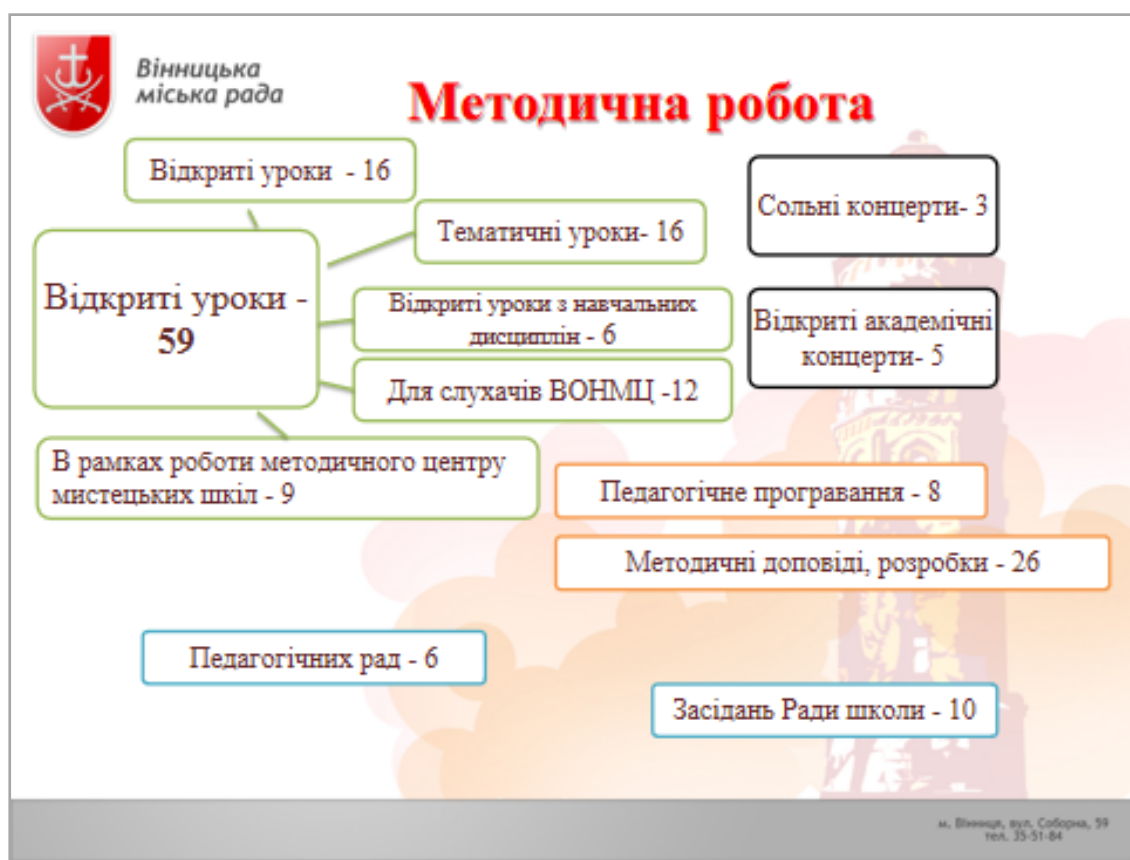 Вінницька
міська рада
Методична робота
Відкриті уроки - 16
Тематичні уроки- 16
Сольні концерти- 3
Відкриті уроки -
59
Відкриті уроки з навчальних
дисциплін - 6
Відкриті академічні
концерти- 5
Для слухачів ВОНМЦ -12
В рамках роботи методичного центру
мистецьких шкіл - 9
Педагогічне програвання - 8
Методичні доповіді, розробки - 26
Педагогічних рад - 6
Засідань Ради школи - 10
м. Вінниця, вул. Соборна, 59
тел. 35-51-84